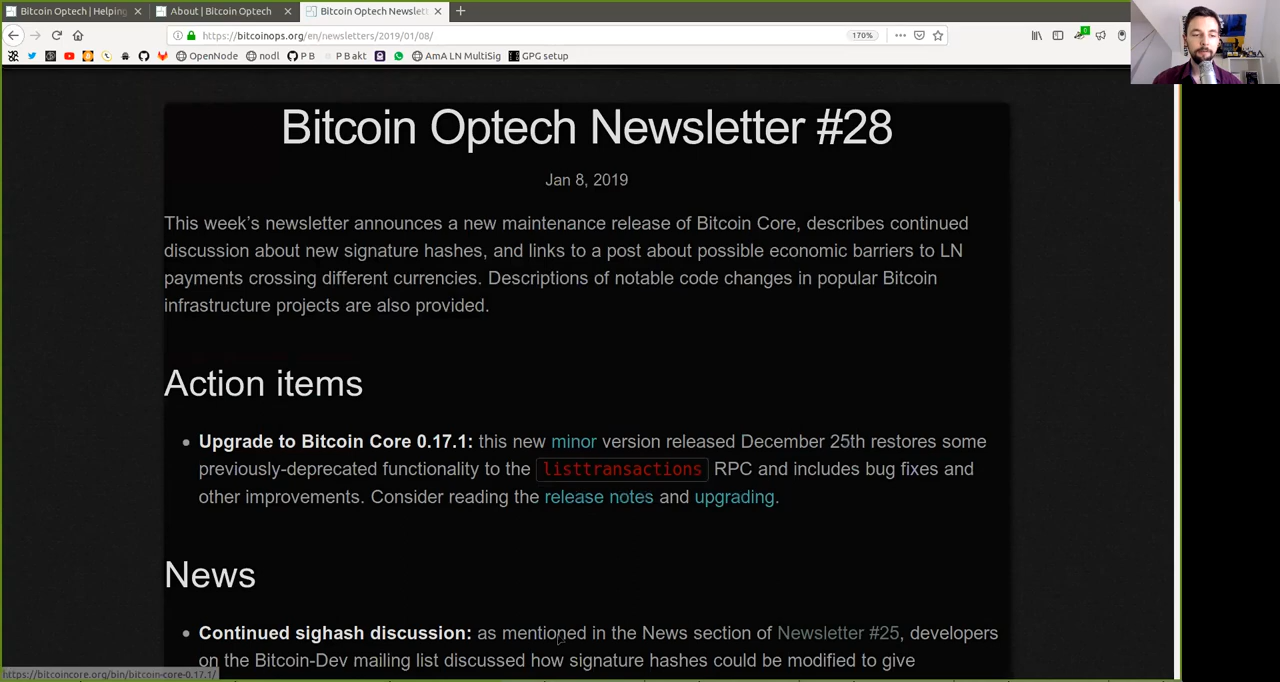 Bitcoin Optech | Helping
About | Bitcoin Optech
Bitcoin Optech Newslett
https://bitcoinops.org/en/newsletters/2019/01/08/
170%
0
OpenNode
nodl
P B
P B akt
AmA LN MultiSig
GPG setup
Bitcoin Optech Newsletter #28
Jan 8, 2019
This week's newsletter announces a new maintenance release of Bitcoin Core, describes continued
discussion about new signature hashes, and links to a post about possible economic barriers to LN
payments crossing different currencies. Descriptions of notable code changes in popular Bitcoin
infrastructure projects are also provided.
Action items
• Upgrade to Bitcoin Core 0.17.1: this new minor version released December 25th restores some
previously-deprecated functionality to the listtransactions RPC and includes bug fixes and
other improvements. Consider reading the release notes and upgrading.
News
• Continued sighash discussion: as mentioned in the News section of Newsletter #25, developers
on the Bitcoin-Dev mailing list discussed how signature hashes could be modified to give
https://bitcoincore.org/bin/bitcoin-core-0.17.1/